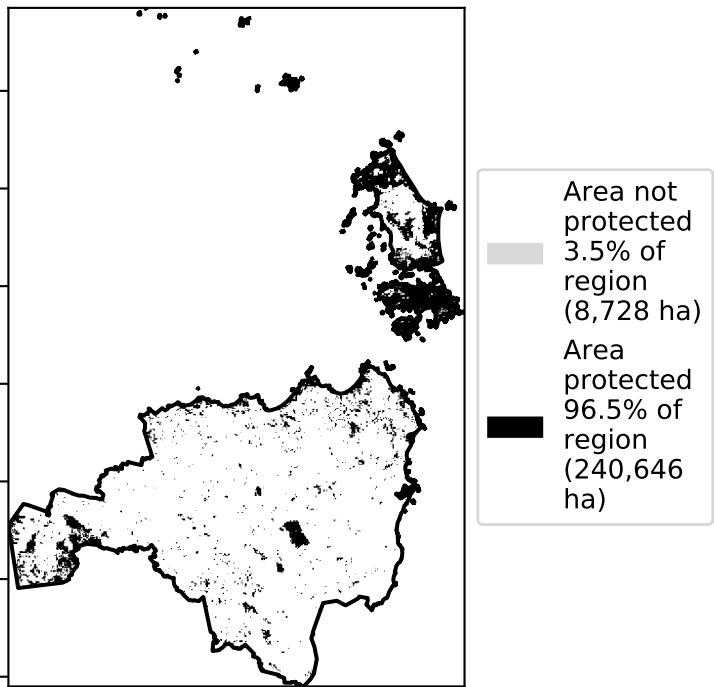 Area not
protected
3.5% of
region
(8,728 ha)
Area
protected
96.5% of
region
(240,646
ha)